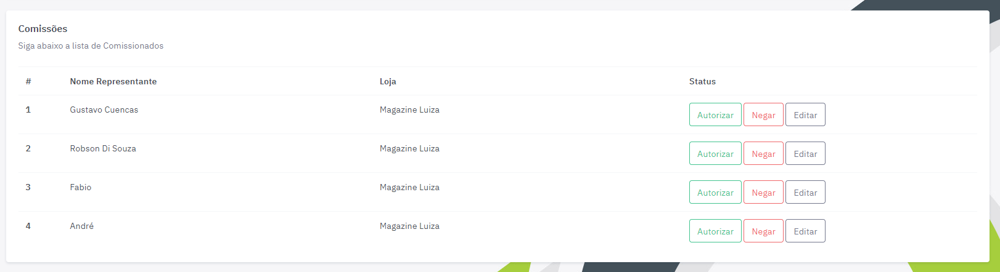 Comissões
Siga abaixo a lista de Comissionados
# Nome Representante Loja Status
1 Gustavo Cuencas Magazine Luiza Autorizar Negar Editar
2 Robson Di Souza Magazine Luiza Autorizar Negar Editar
3 Fabio Magazine Luiza Autorizar Negar Editar
4 André Magazine Luiza Autorizar Negar Editar